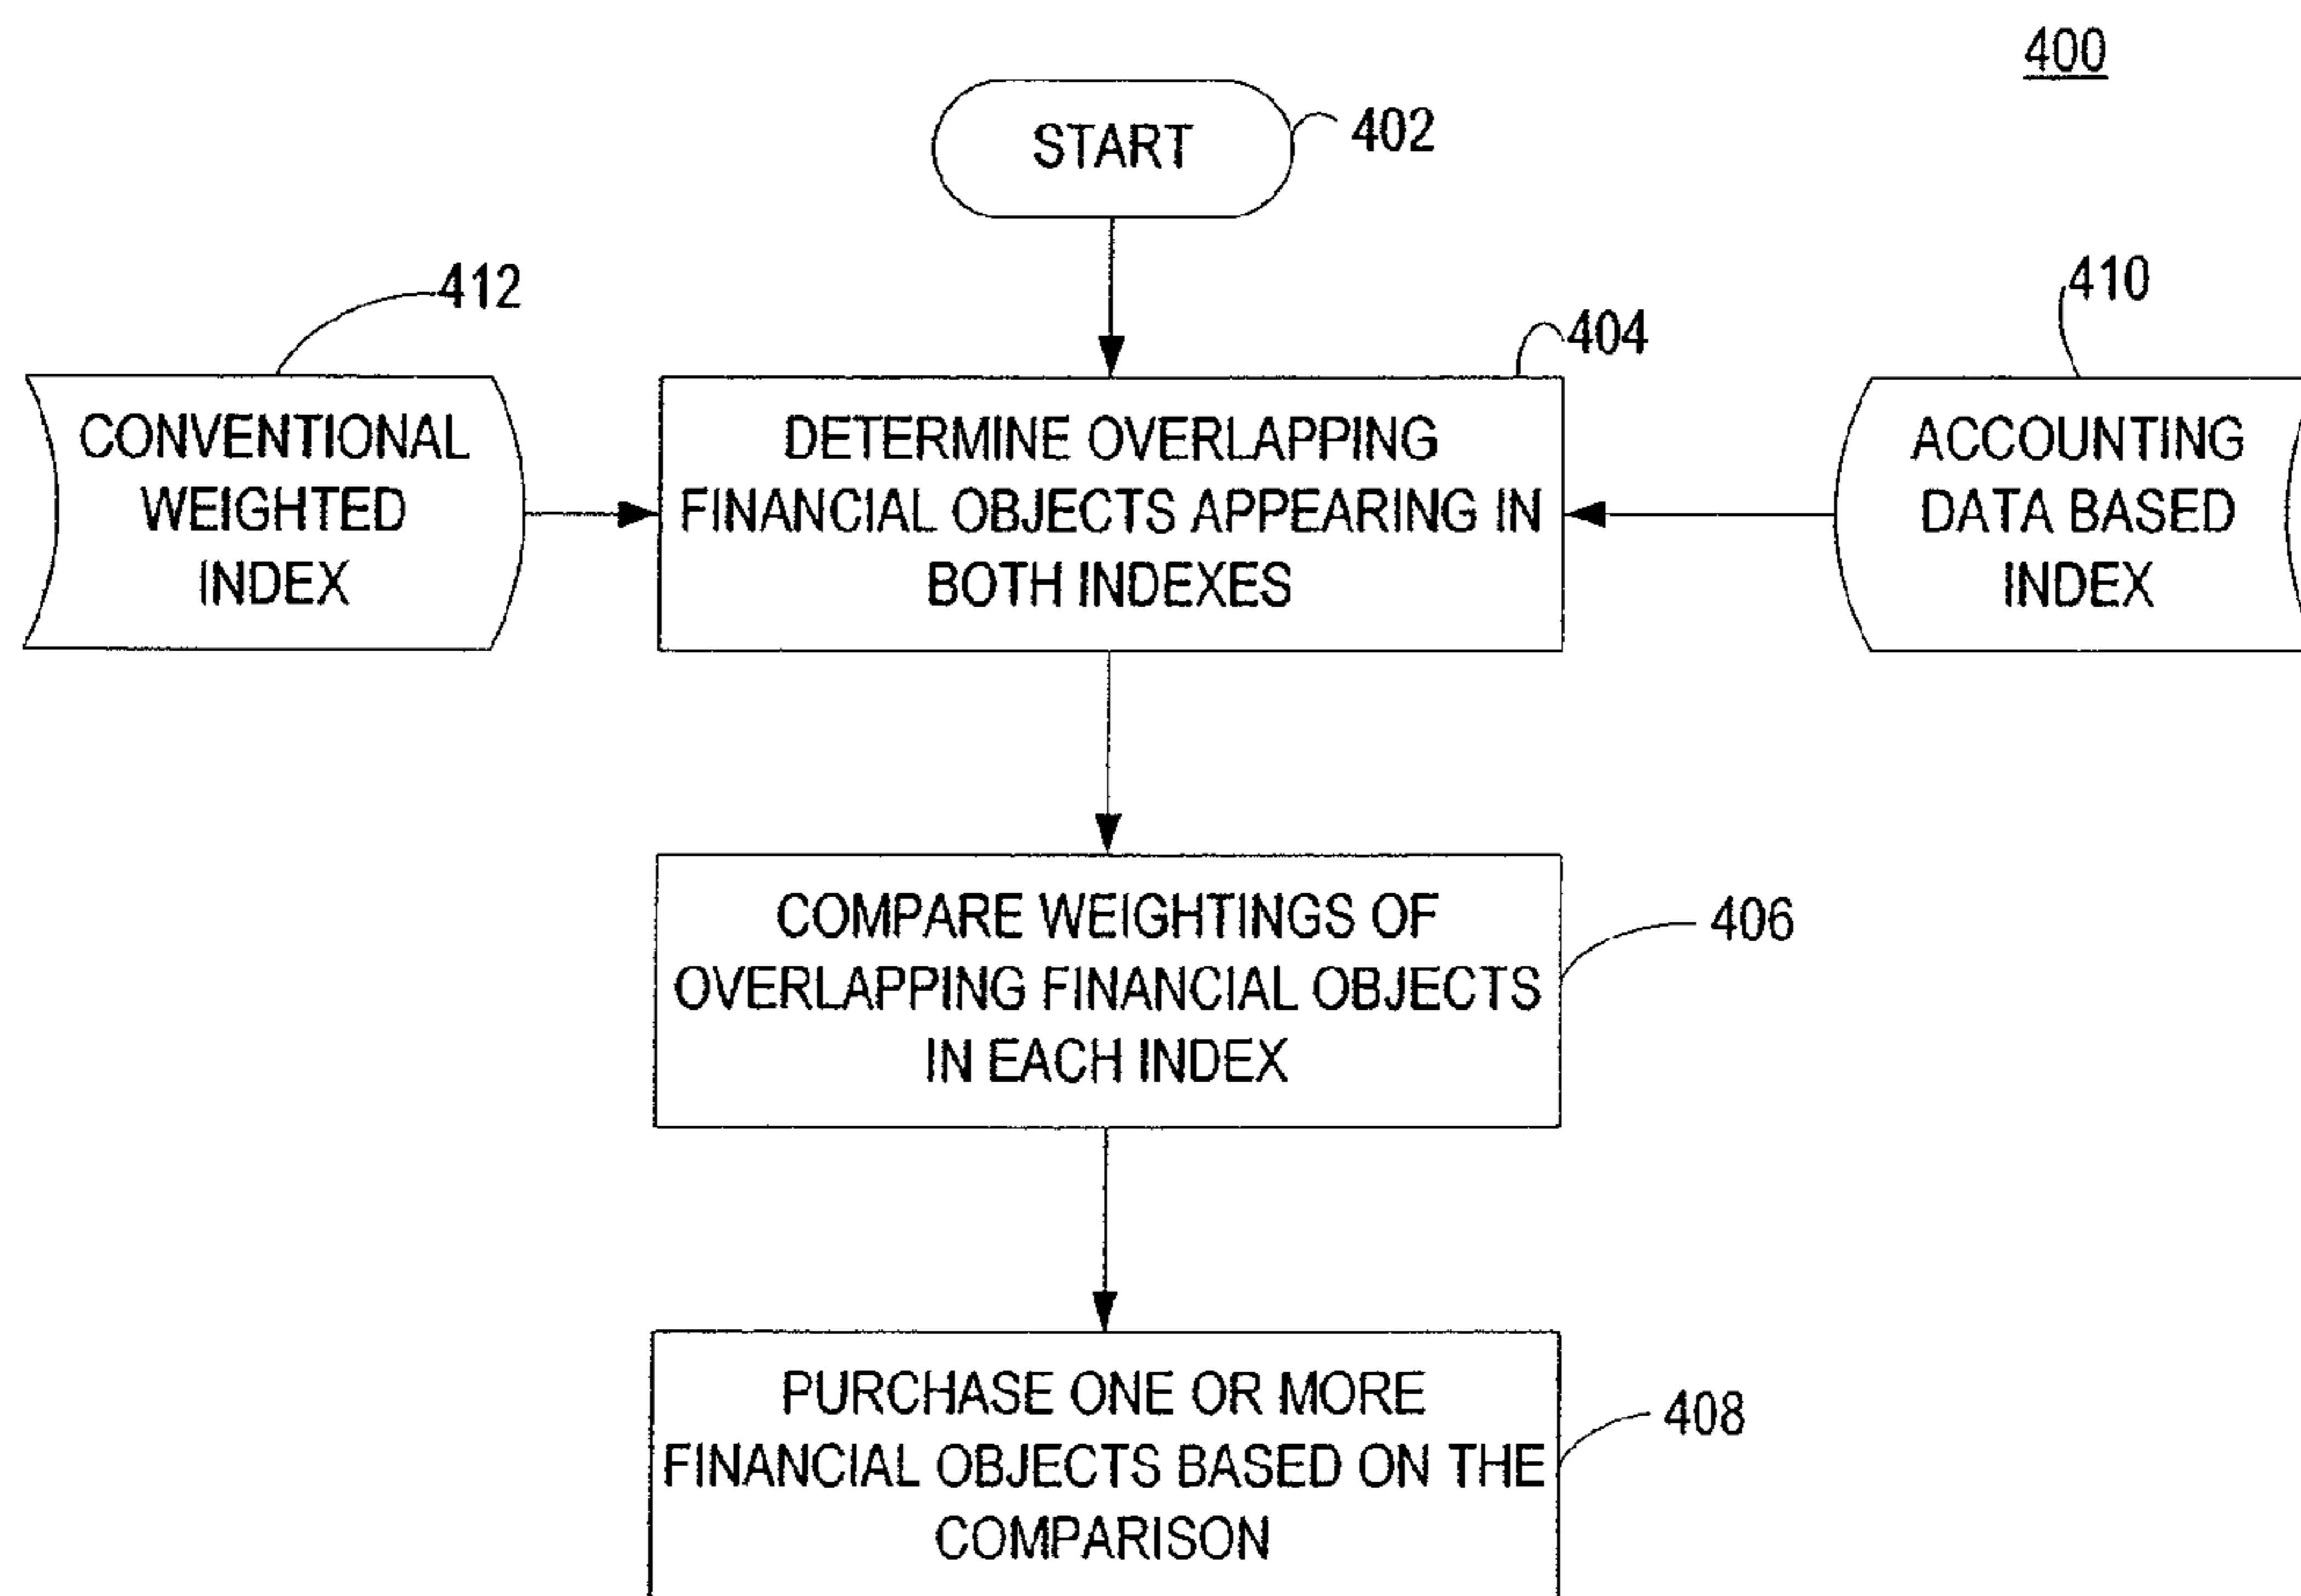 400
START
402
412
410
404
CONVENTIONAL
WEIGHTED
INDEX
DETERMINE OVERLAPPING
FINANCIAL OBJECTS APPEARING IN
BOTH INDEXES
ACCOUNTING
DATA BASED
INDEX
COMPARE WEIGHTINGS OF
OVERLAPPING FINANCIAL OBJECTS
IN EACH INDEX
406
PURCHASE ONE OR MORE
FINANCIAL OBJECTS BASED ON THE
COMPARISON
408